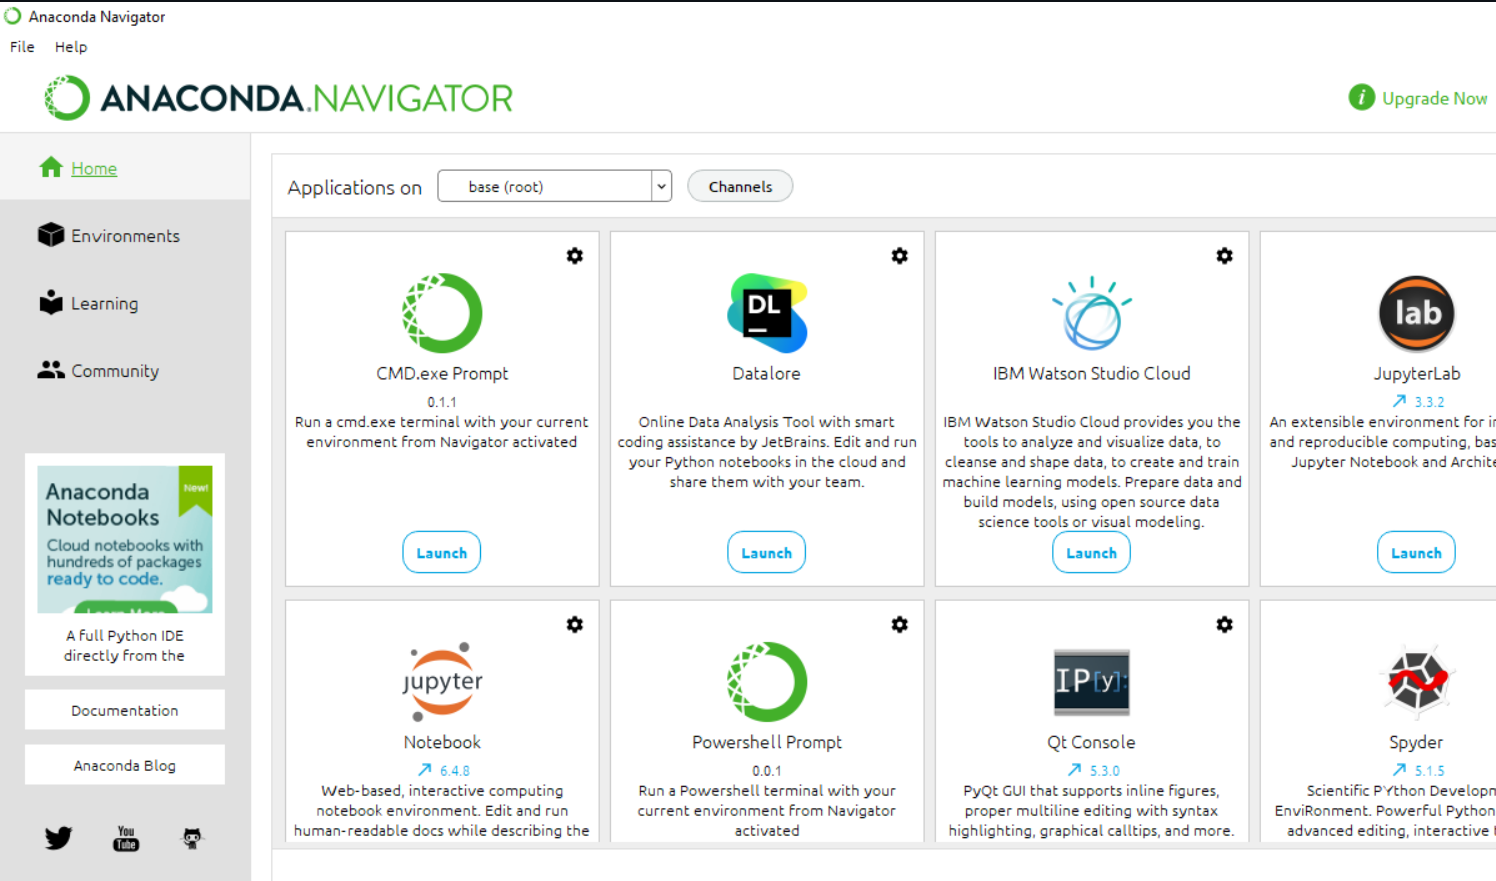 Anaconda Navigator
File Help
ANACONDA.NAVIGATOR
i Upgrade Now
Home
Environments
Learning
Community
Anaconda
Notebooks
New!
Cloud notebooks with
hundreds of packages
ready to code.
Learn More
A full Python IDE
directly from the
Documentation
Anaconda Blog
You
Tube
Applications on base (root) Channels
CMD.exe Prompt
0.1.1
Run a cmd.exe terminal with your current
environment from Navigator activated
Launch
DL
Datalore
Online Data Analysis Tool with smart
coding assistance by JetBrains. Edit and run
your Python notebooks in the cloud and
share them with your team.
Launch
IBM Watson Studio Cloud
IBM Watson Studio Cloud provides you the
tools to analyze and visualize data, to
cleanse and shape data, to create and train
machine learning models. Prepare data and
build models, using open source data
science tools or visual modeling.
Launch
lab
JupyterLab
3.3.2
An extensible environment for
and reproducible computing,
Jupyter Notebook and
Launch
jupyter
Notebook
6.4.8
Web-based, interactive computing
notebook environment. Edit and run
human-readable docs while describing the
Powershell Prompt
0.0.1
Run a Powershell terminal with your
current environment from Navigator
activated
IP[y]:
Qt Console
5.3.0
PyQt GUI that supports inline figures,
proper multiline editing with syntax
highlighting, graphical calltips, and more.
Spyder
5.1.5
Scientific PYthon
EnviRonment. Powerful Python
advanced editing, interactive